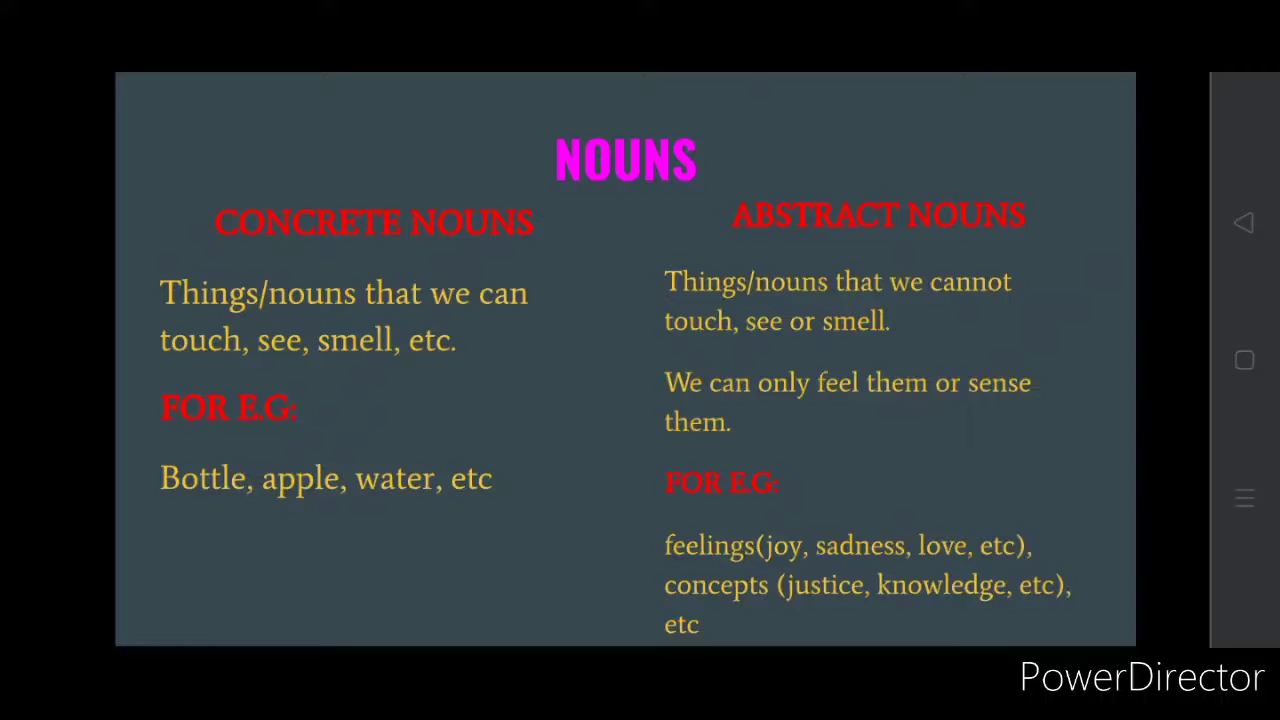 NOUNS
CONCRETE NOUNS
Things/nouns that we can
touch, see, smell, etc.
FOR E.G:
Bottle, apple, water, etc
ABSTRACT NOUNS
Things/nouns that we cannot
touch, see or smell.
We can only feel them or sense
them.
FOR E.G:
feelings(joy, sadness, love, etc),
concepts (justice, knowledge, etc),
etc
PowerDirector